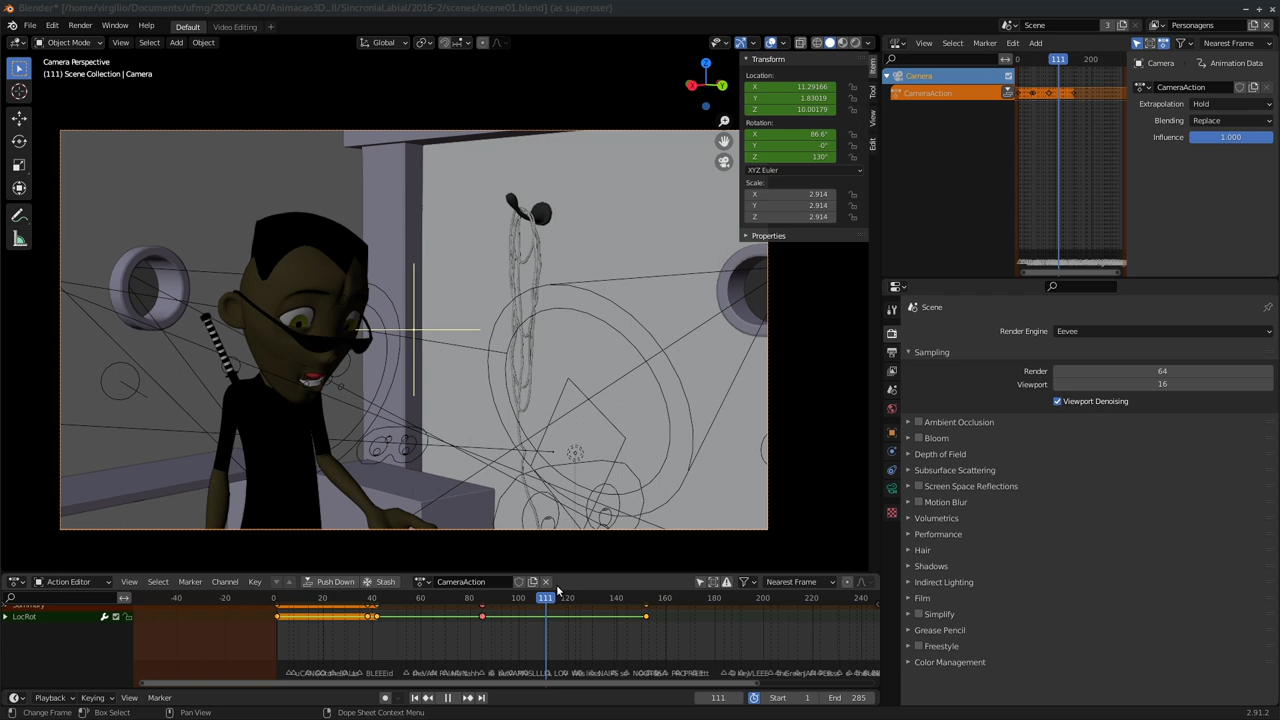 Blender* [/home/virgilio/Documents/ufmg/2020/CAAD/Animacao3D_II/SincroniaLabial/2016-2/scenes/scene01.blend] (as superuser)
File Edit Render Window Help Default Video Editing + Scene 3 Personagens
Object Mode View Select Add Object Global
View Select Marker Edit Add Nearest Frame
Camera Perspective
(111) Scene Collection | Camera
Transform
Location:
X 11.29166
Y 1.83019
Z 10.00179
Rotation:
X 86.6°
Y -0°
Z 130°
XYZ Euler
Scale:
X 2.914
Y 2.914
Z 2.914
Properties
Item
Tool
View
Edit
X
Y
Z
0 111 200
Camera
CameraAction
Camera Animation Data
CameraAction
Extrapolation Hold
Blending Replace
Influence 1.000
Scene
Render Engine Eevee
Sampling
Render 64
Viewport 16
Viewport Denoising
Ambient Occlusion
Bloom
Depth of Field
Subsurface Scattering
Screen Space Reflections
Motion Blur
Volumetrics
Performance
Hair
Shadows
Indirect Lighting
Film
Simplify
Grease Pencil
Freestyle
Color Management
Action Editor View Select Marker Channel Key Push Down Stash CameraAction Nearest Frame
-40 -20 0 20 40 60 80 100 111 120 140 160 180 200 220 240
Summary
LocRot
Playback Keying View Marker 111 Start 1 End 285
Change Frame Box Select Pan View Dope Sheet Context Menu 2.91.2